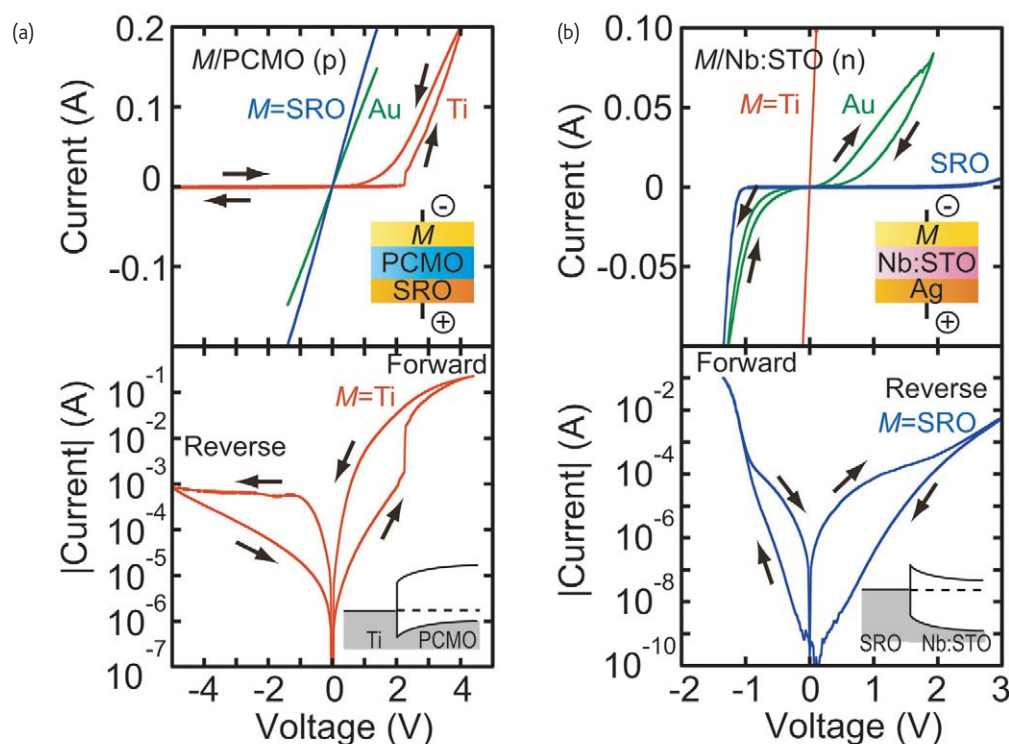 (a)
0.2
0.1
0
-0.1
Current (A)
M/PCMO (p)
M=SRO
Au
Ti
−
M
PCMO
SRO
+
10-1
10-2
10-3
10-4
10-5
10-6
10-7
|Current| (A)
Forward
M=Ti
Reverse
Ti
PCMO
-4
-2
0
2
4
Voltage (V)
(b)
0.10
0.05
0
-0.05
Current (A)
M/Nb:STO (n)
M=Ti
Au
SRO
−
M
Nb:STO
Ag
+
10-2
10-4
10-6
10-8
10-10
|Current| (A)
Forward
Reverse
M=SRO
SRO
Nb:STO
-2
-1
0
1
2
3
Voltage (V)